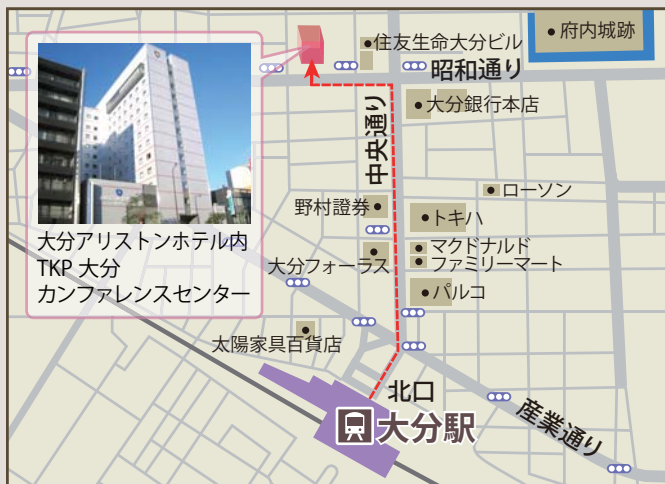 住友生命大分ビル
府内城跡
昭和通り
大分銀行本店
中央通り
ローソン
野村證券
トキハ
大分アリストンホテル内
TKP 大分
カンファレンスセンター
マクドナルド
大分フォーラス
ファミリーマート
パルコ
太陽家具百貨店
北口
大分駅
産業通り